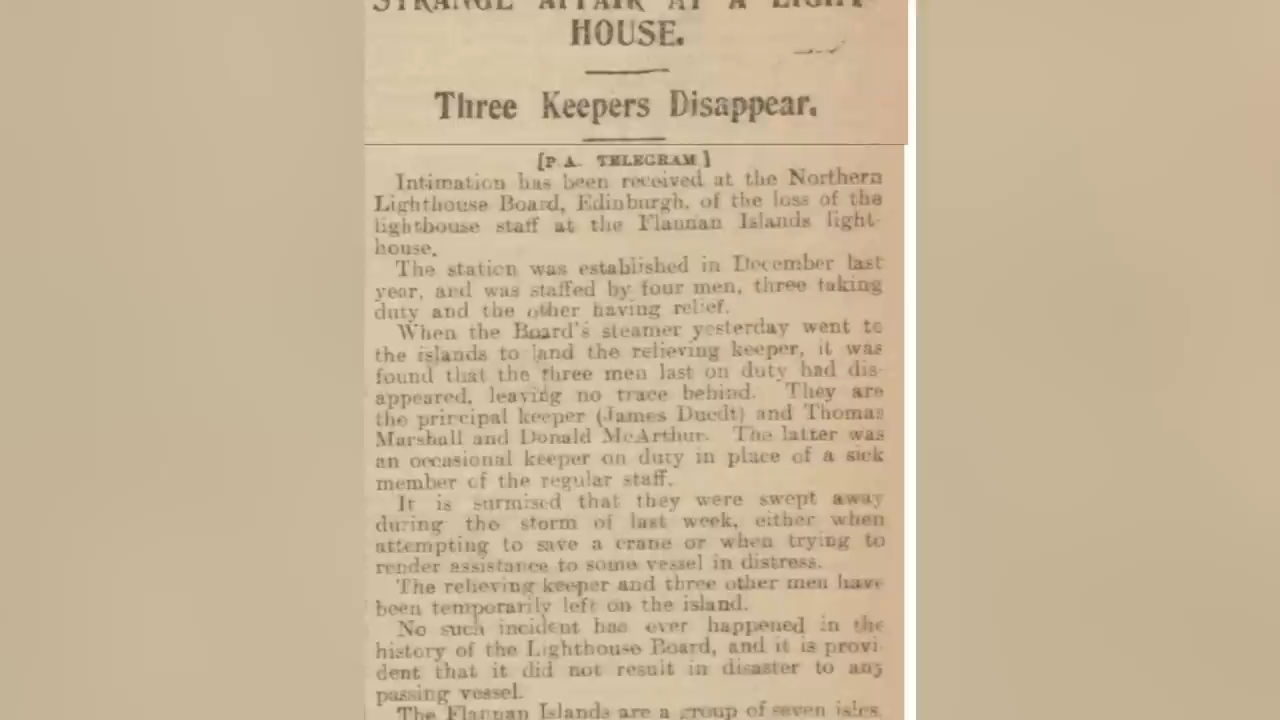 STRANGE AFFAIR AT A LIGHT-
HOUSE.
Three Keepers Disappear.
[P A. TELEGRAM]
Intimation has been received at the Northern
Lighthouse Board, Edinburgh, of the loss of the
lighthouse staff at the Flannan Islands light-
house.
The station was established in December last
year, and was staffed by four men, three taking
duty and the other having relief.
When the Board's steamer yesterday went to
the islands to land the relieving keeper, it was
found that the three men last on duty had dis-
appeared, leaving no trace behind. They are
the principal keeper (James Duedt) and Thomas
Marshall and Donald McArthur. The latter was
an occasional keeper on duty in place of a sick
member of the regular staff.
It is surmised that they were swept away
during the storm of last week, either when
attempting to save a crane or when trying to
render assistance to some vessel in distress.
The relieving keeper and three other men have
been temporarily left on the island.
No such incident has ever happened in the
history of the Lighthouse Board, and it is provi-
dent that it did not result in disaster to any
passing vessel.
The Flannan Islands are a group of seven isles,